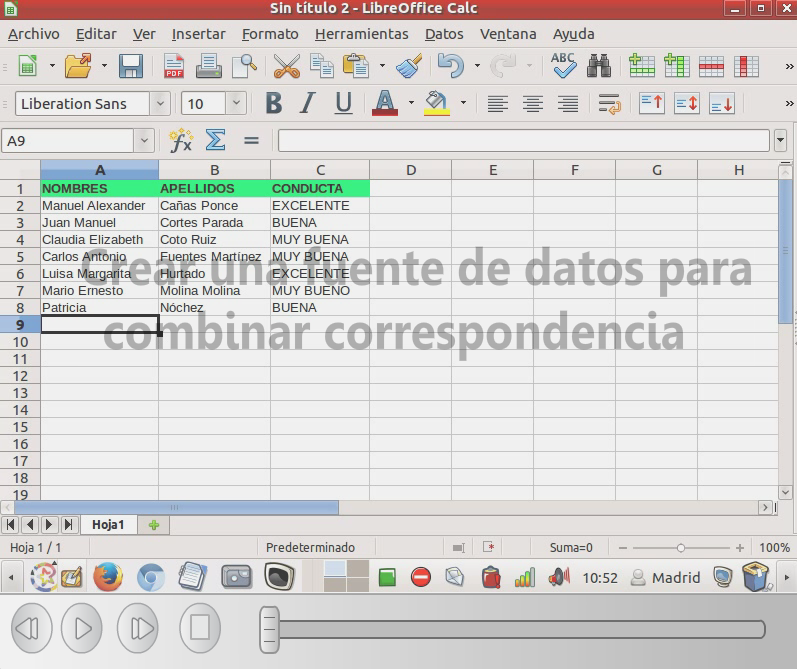 Sin título 2 - LibreOffice Calc
Archivo Editar Ver Insertar Formato Herramientas Datos Ventana Ayuda
PDF ABC »
Liberation Sans 10 B I U A »
A9 fx Σ =
A B C D E F G H
1 NOMBRES APELLIDOS CONDUCTA
2 Manuel Alexander Cañas Ponce EXCELENTE
3 Juan Manuel Cortes Parada BUENA
4 Claudia Elizabeth Coto Ruiz MUY BUENA
5 Carlos Antonio Fuentes Martínez MUY BUENA
Crear una fuente de datos para
6 Luisa Margarita Hurtado EXCELENTE
7 Mario Ernesto Molina Molina MUY BUENO
8 Patricia Nóchez BUENA
9
combinar correspondencia
10
11
12
13
14
15
16
17
18
19
Hoja1
Hoja 1 / 1 Predeterminado Suma=0 100%
10:52 Madrid